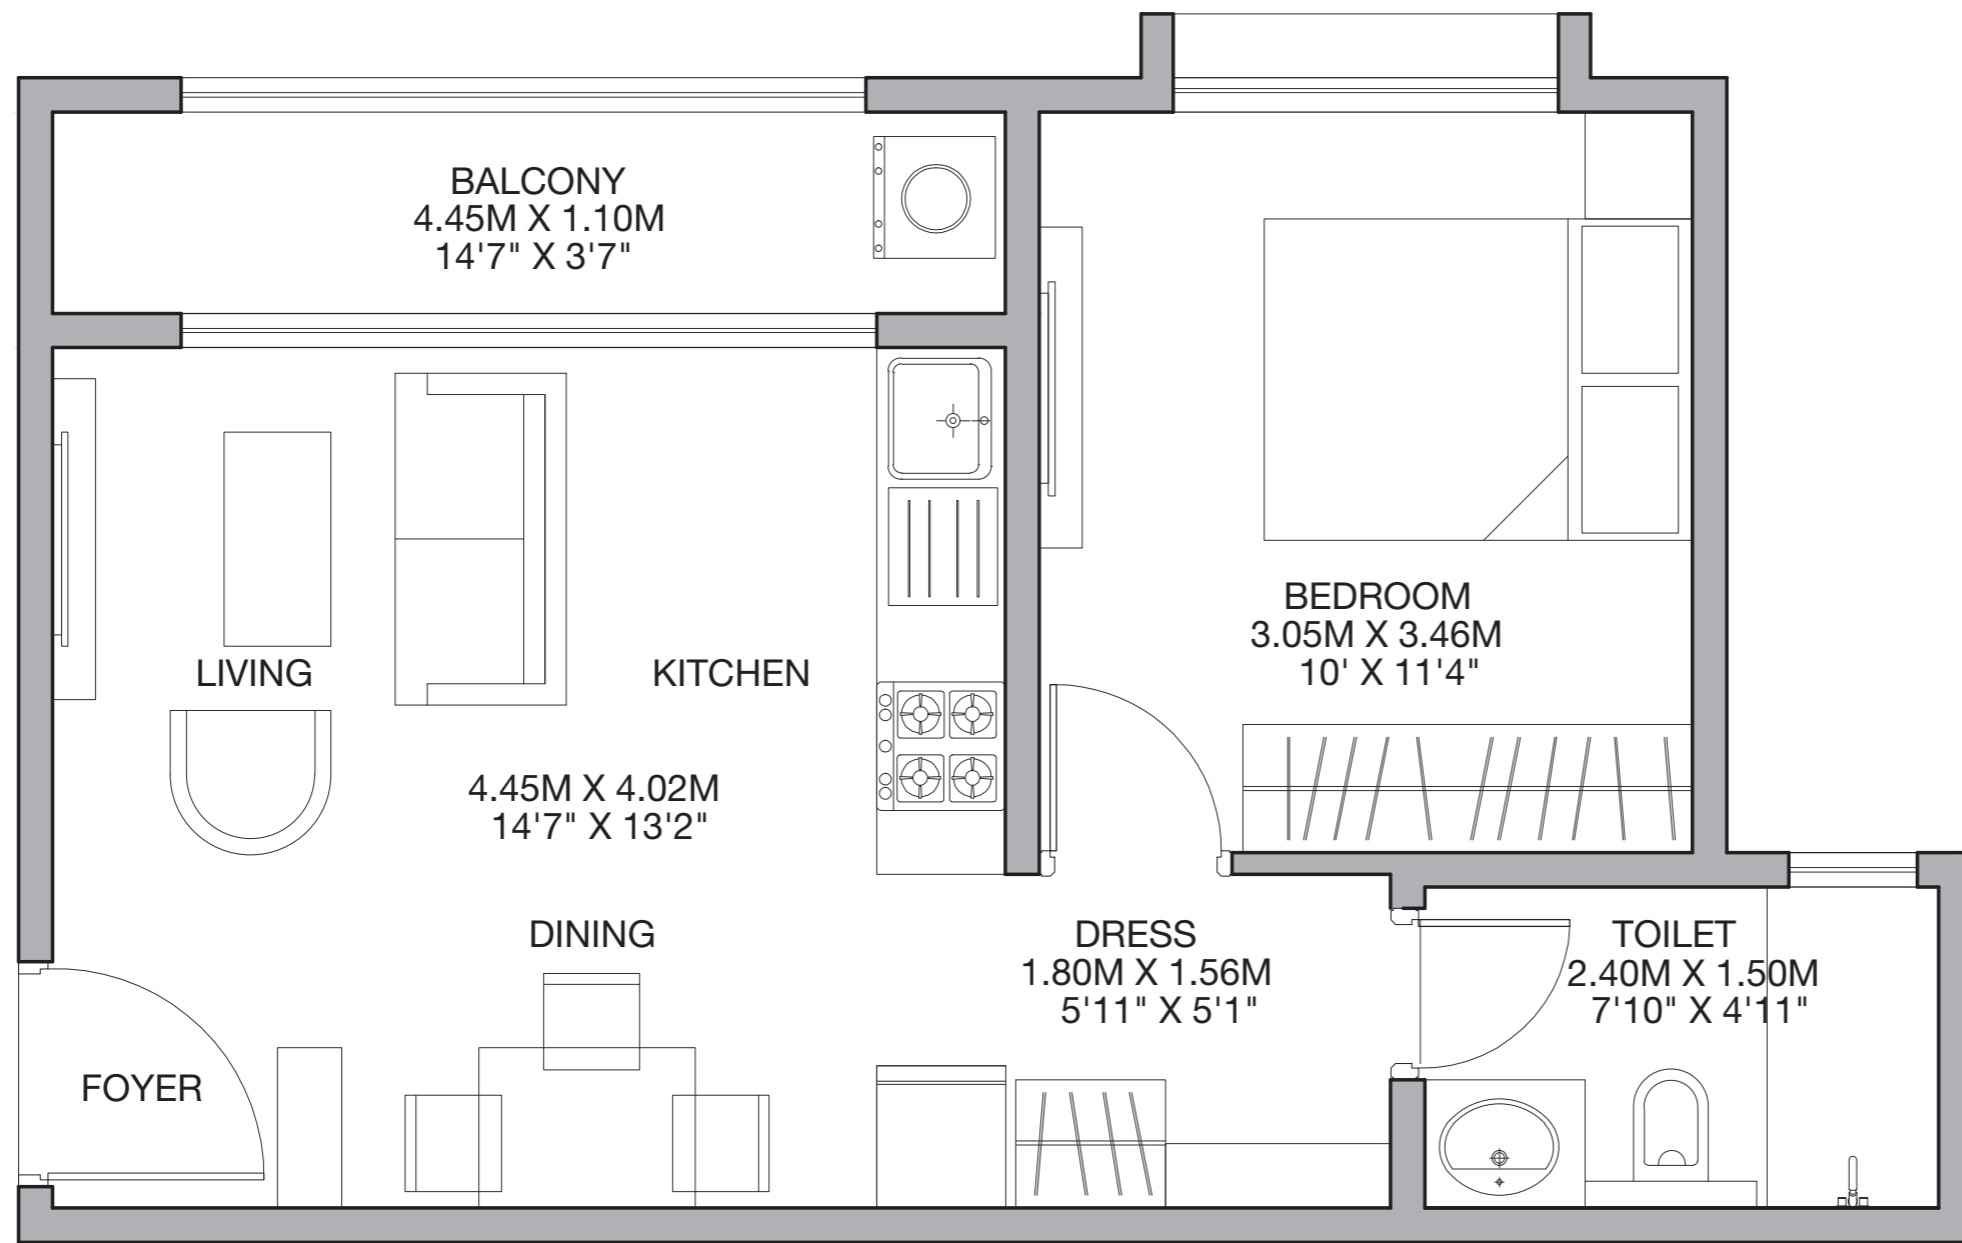 BALCONY
4.45M X 1.10M
14'7" X 3'7"
BEDROOM
3.05M X 3.46M
10' X 11'4"
LIVING
KITCHEN
4.45M X 4.02M
14'7" X 13'2"
DINING
DRESS
1.80M X 1.56M
5'11" X 5'1"
TOILET
2.40M X 1.50M
7'10" X 4'11"
FOYER